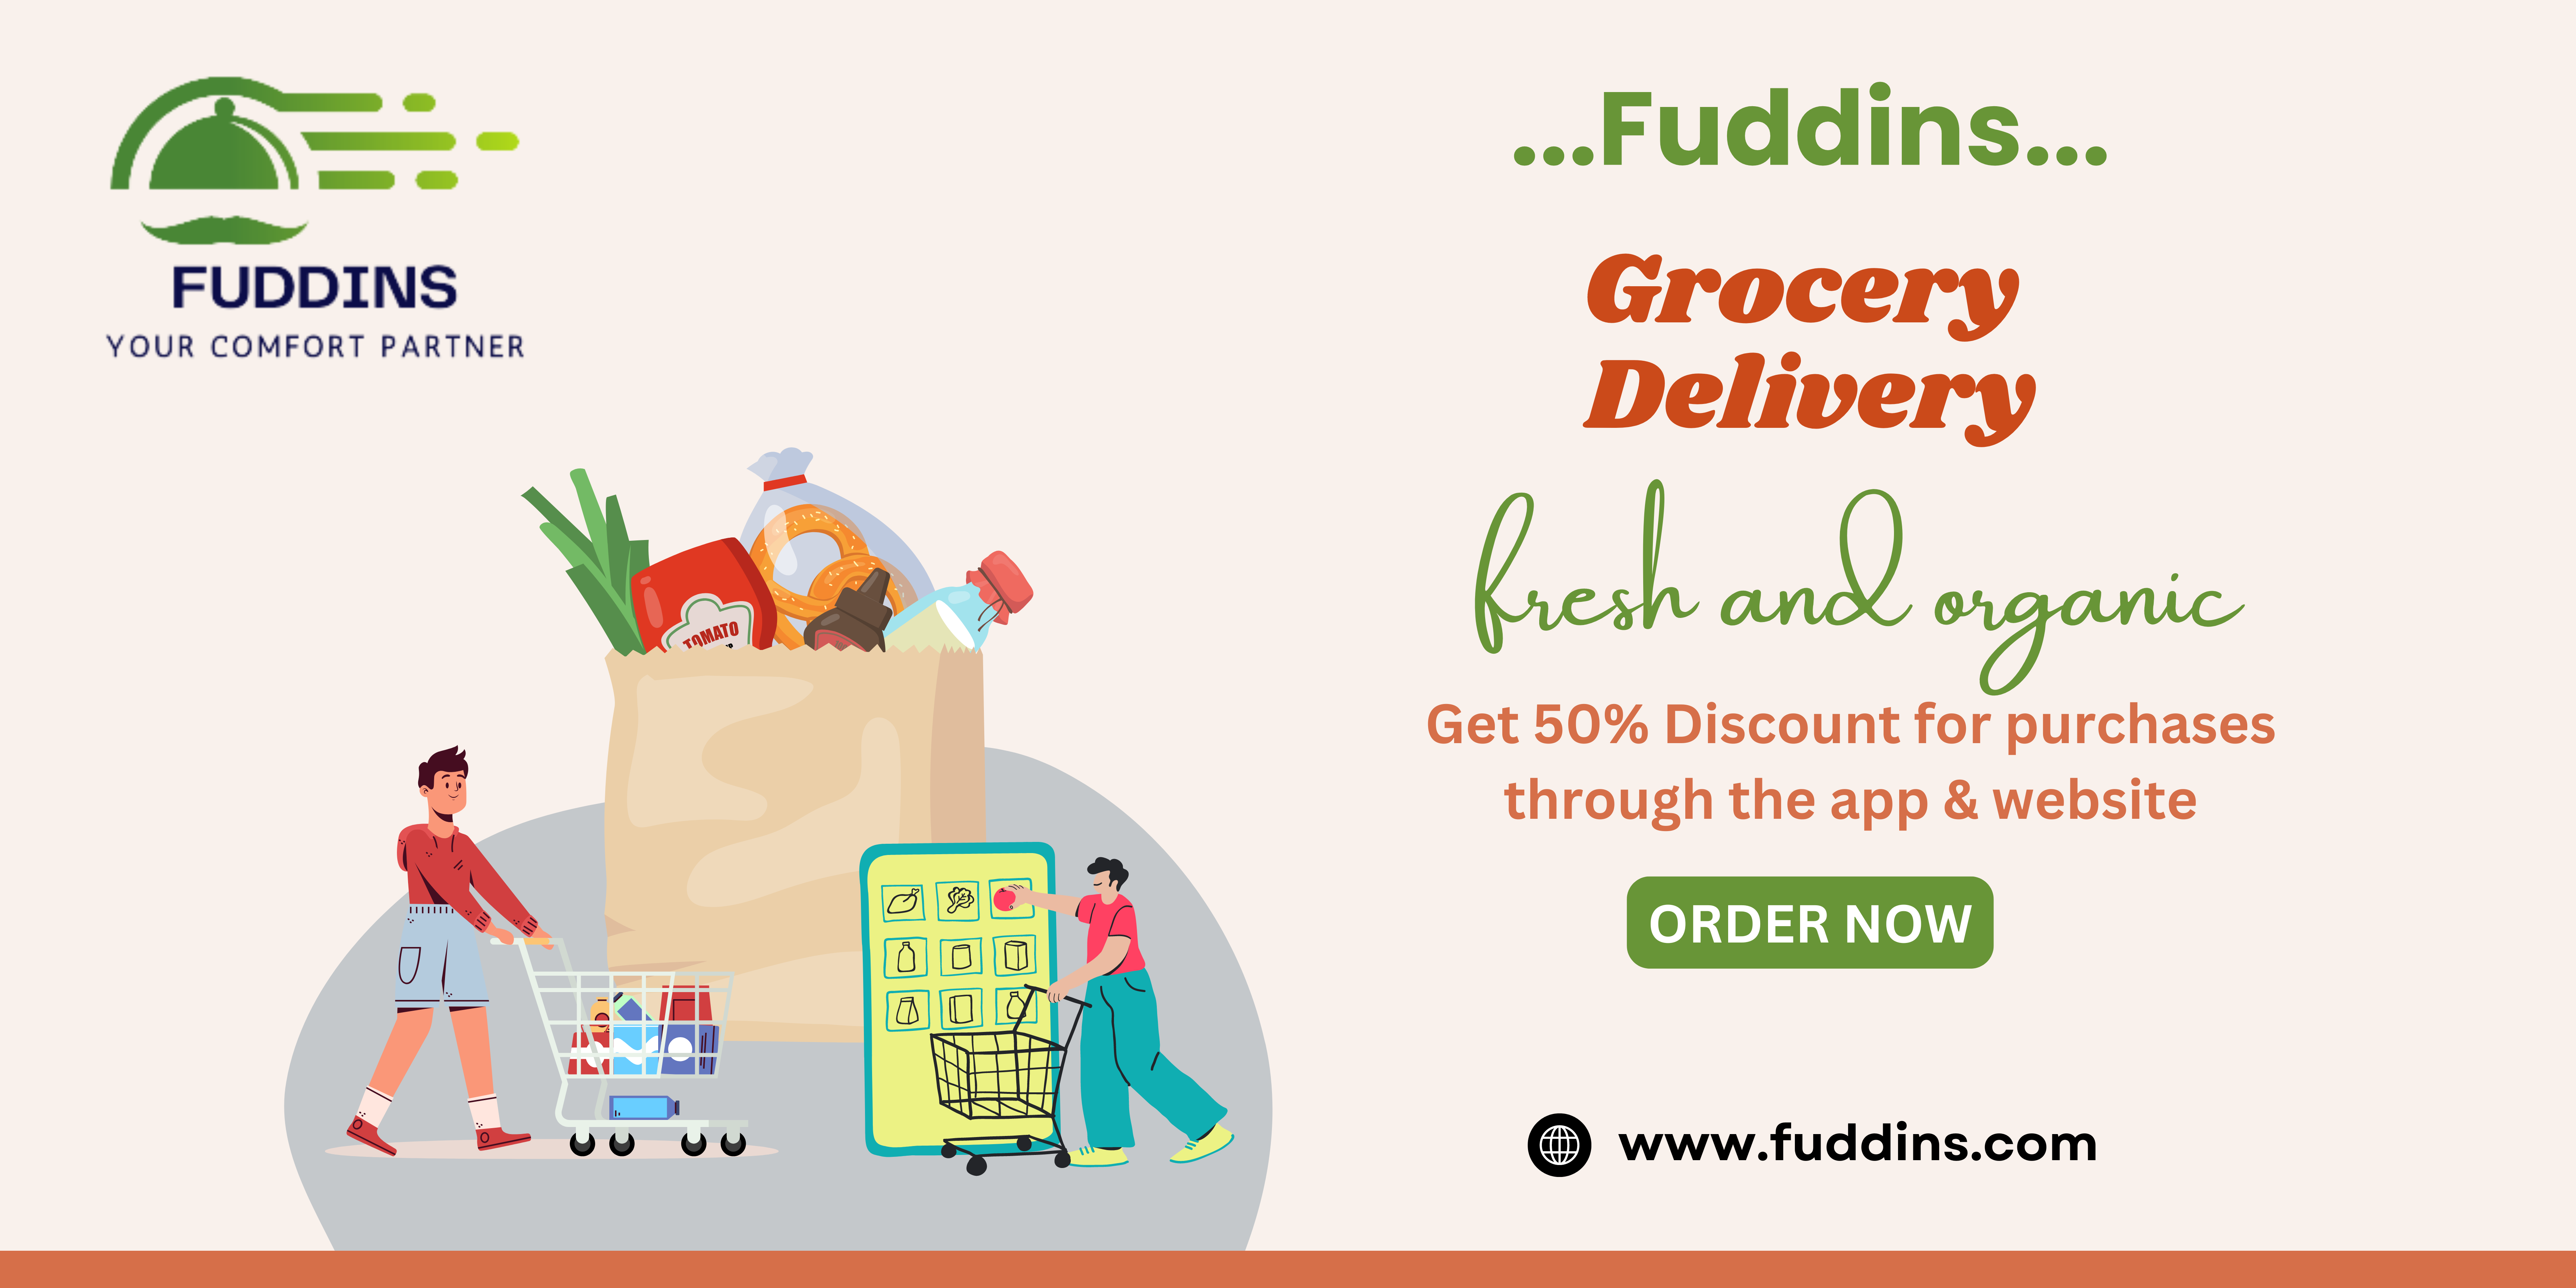 FUDDINS
YOUR COMFORT PARTNER
...Fuddins...
Grocery
Delivery
fresh and organic
Get 50% Discount for purchases
through the app & website
ORDER NOW
www.fuddins.com
TOMATO